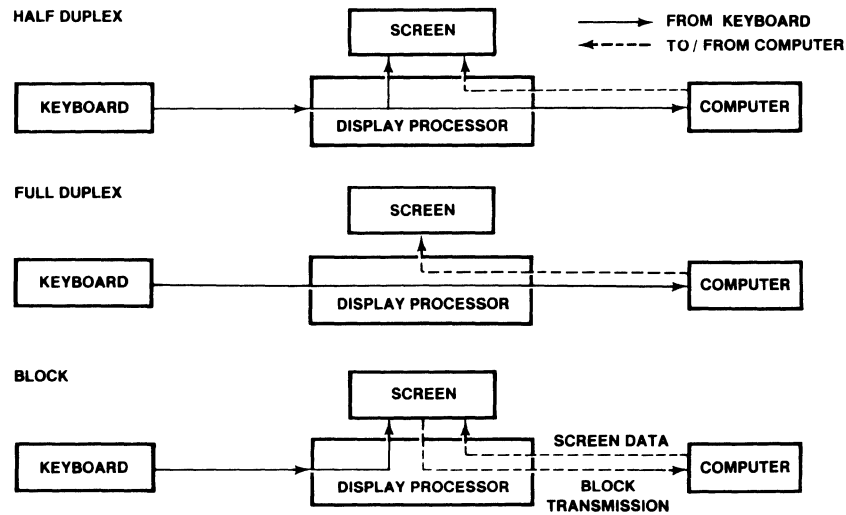 HALF DUPLEX
SCREEN
FROM KEYBOARD
TO / FROM COMPUTER
KEYBOARD
DISPLAY PROCESSOR
COMPUTER
FULL DUPLEX
SCREEN
KEYBOARD
DISPLAY PROCESSOR
COMPUTER
BLOCK
SCREEN
SCREEN DATA
KEYBOARD
DISPLAY PROCESSOR
COMPUTER
BLOCK
TRANSMISSION